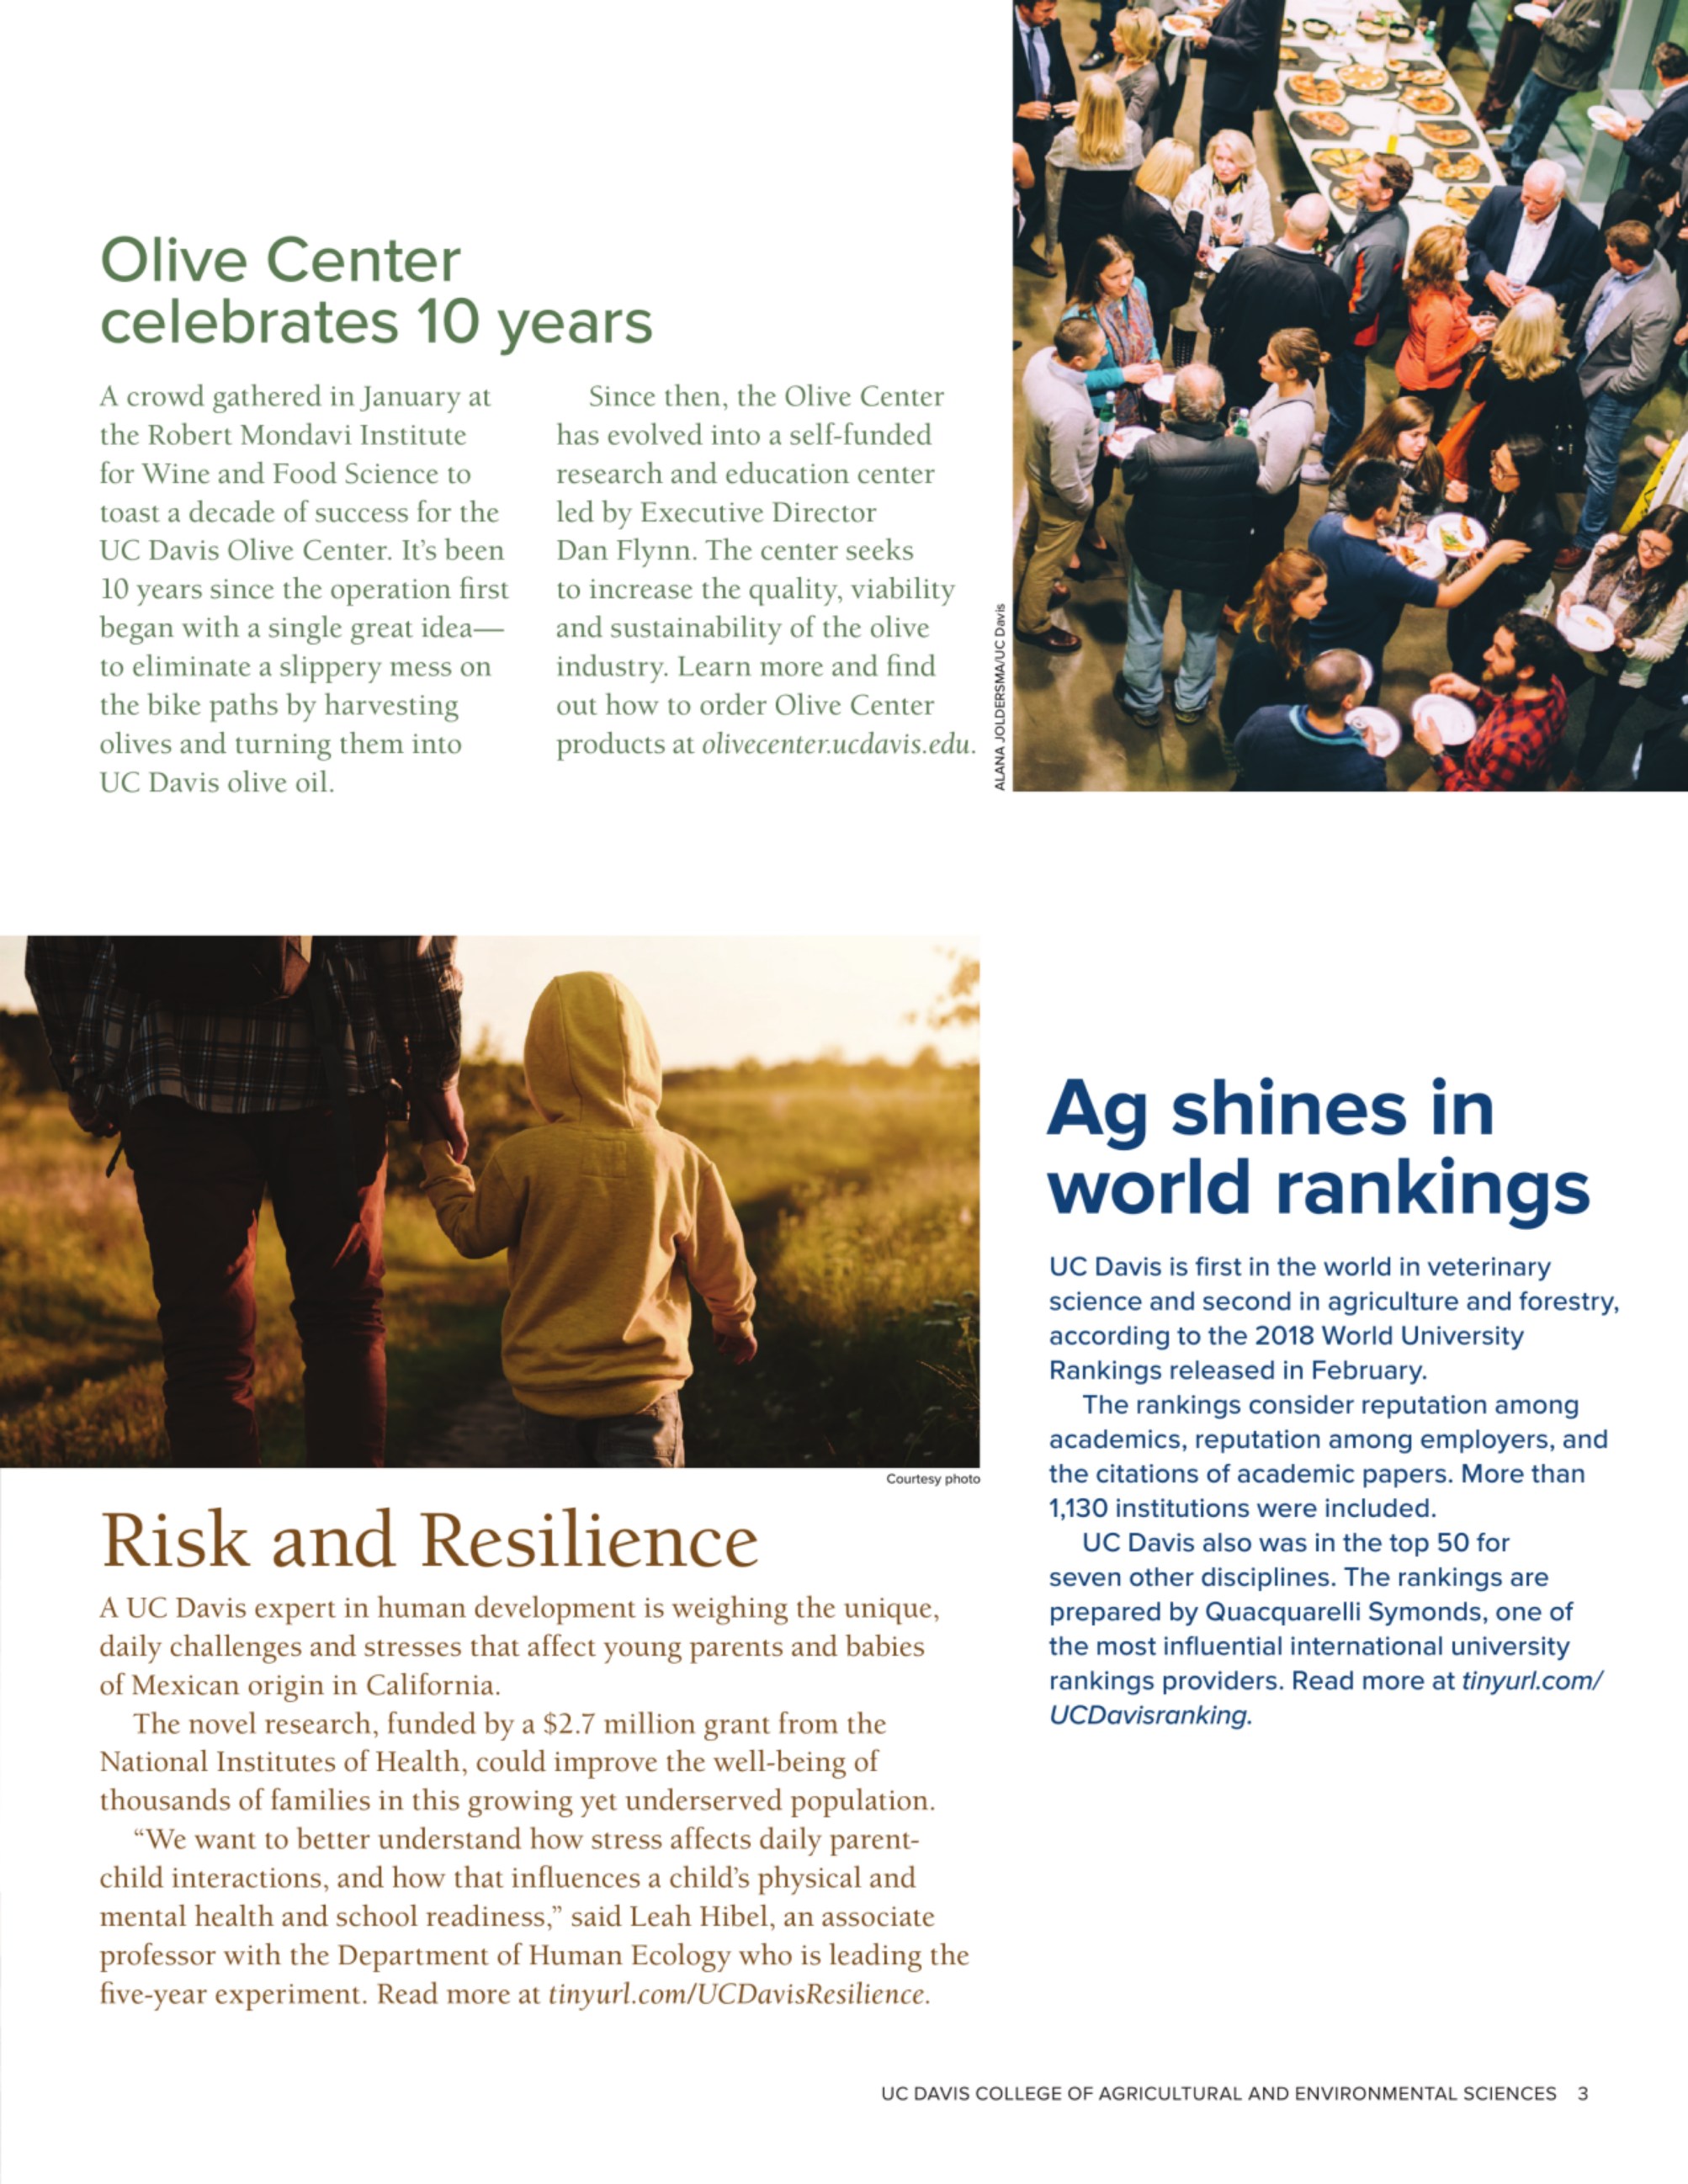 Olive Center
celebrates 10 years
A crowd gathered in January at
the Robert Mondavi Institute
for Wine and Food Science to
toast a decade of success for the
UC Davis Olive Center. It’s been
10 years since the operation first
began with a single great idea—
to eliminate a slippery mess on
the bike paths by harvesting
olives and turning them into
UC Davis olive oil.
Since then, the Olive Center
has evolved into a self-funded
research and education center
led by Executive Director
Dan Flynn. The center seeks
to increase the quality, viability
and sustainability of the olive
industry. Learn more and find
out how to order Olive Center
products at olivecenter.ucdavis.edu.
ALANA JOLDERSMA/UC Davis
Courtesy photo
Risk and Resilience
A UC Davis expert in human development is weighing the unique,
daily challenges and stresses that affect young parents and babies
of Mexican origin in California.
The novel research, funded by a $2.7 million grant from the
National Institutes of Health, could improve the well-being of
thousands of families in this growing yet underserved population.
“We want to better understand how stress affects daily parent-
child interactions, and how that influences a child’s physical and
mental health and school readiness,” said Leah Hibel, an associate
professor with the Department of Human Ecology who is leading the
five-year experiment. Read more at tinyurl.com/UCDavisResilience.
Ag shines in
world rankings
UC Davis is first in the world in veterinary
science and second in agriculture and forestry,
according to the 2018 World University
Rankings released in February.
The rankings consider reputation among
academics, reputation among employers, and
the citations of academic papers. More than
1,130 institutions were included.
UC Davis also was in the top 50 for
seven other disciplines. The rankings are
prepared by Quacquarelli Symonds, one of
the most influential international university
rankings providers. Read more at tinyurl.com/
UCDavisranking.
UC DAVIS COLLEGE OF AGRICULTURAL AND ENVIRONMENTAL SCIENCES 3